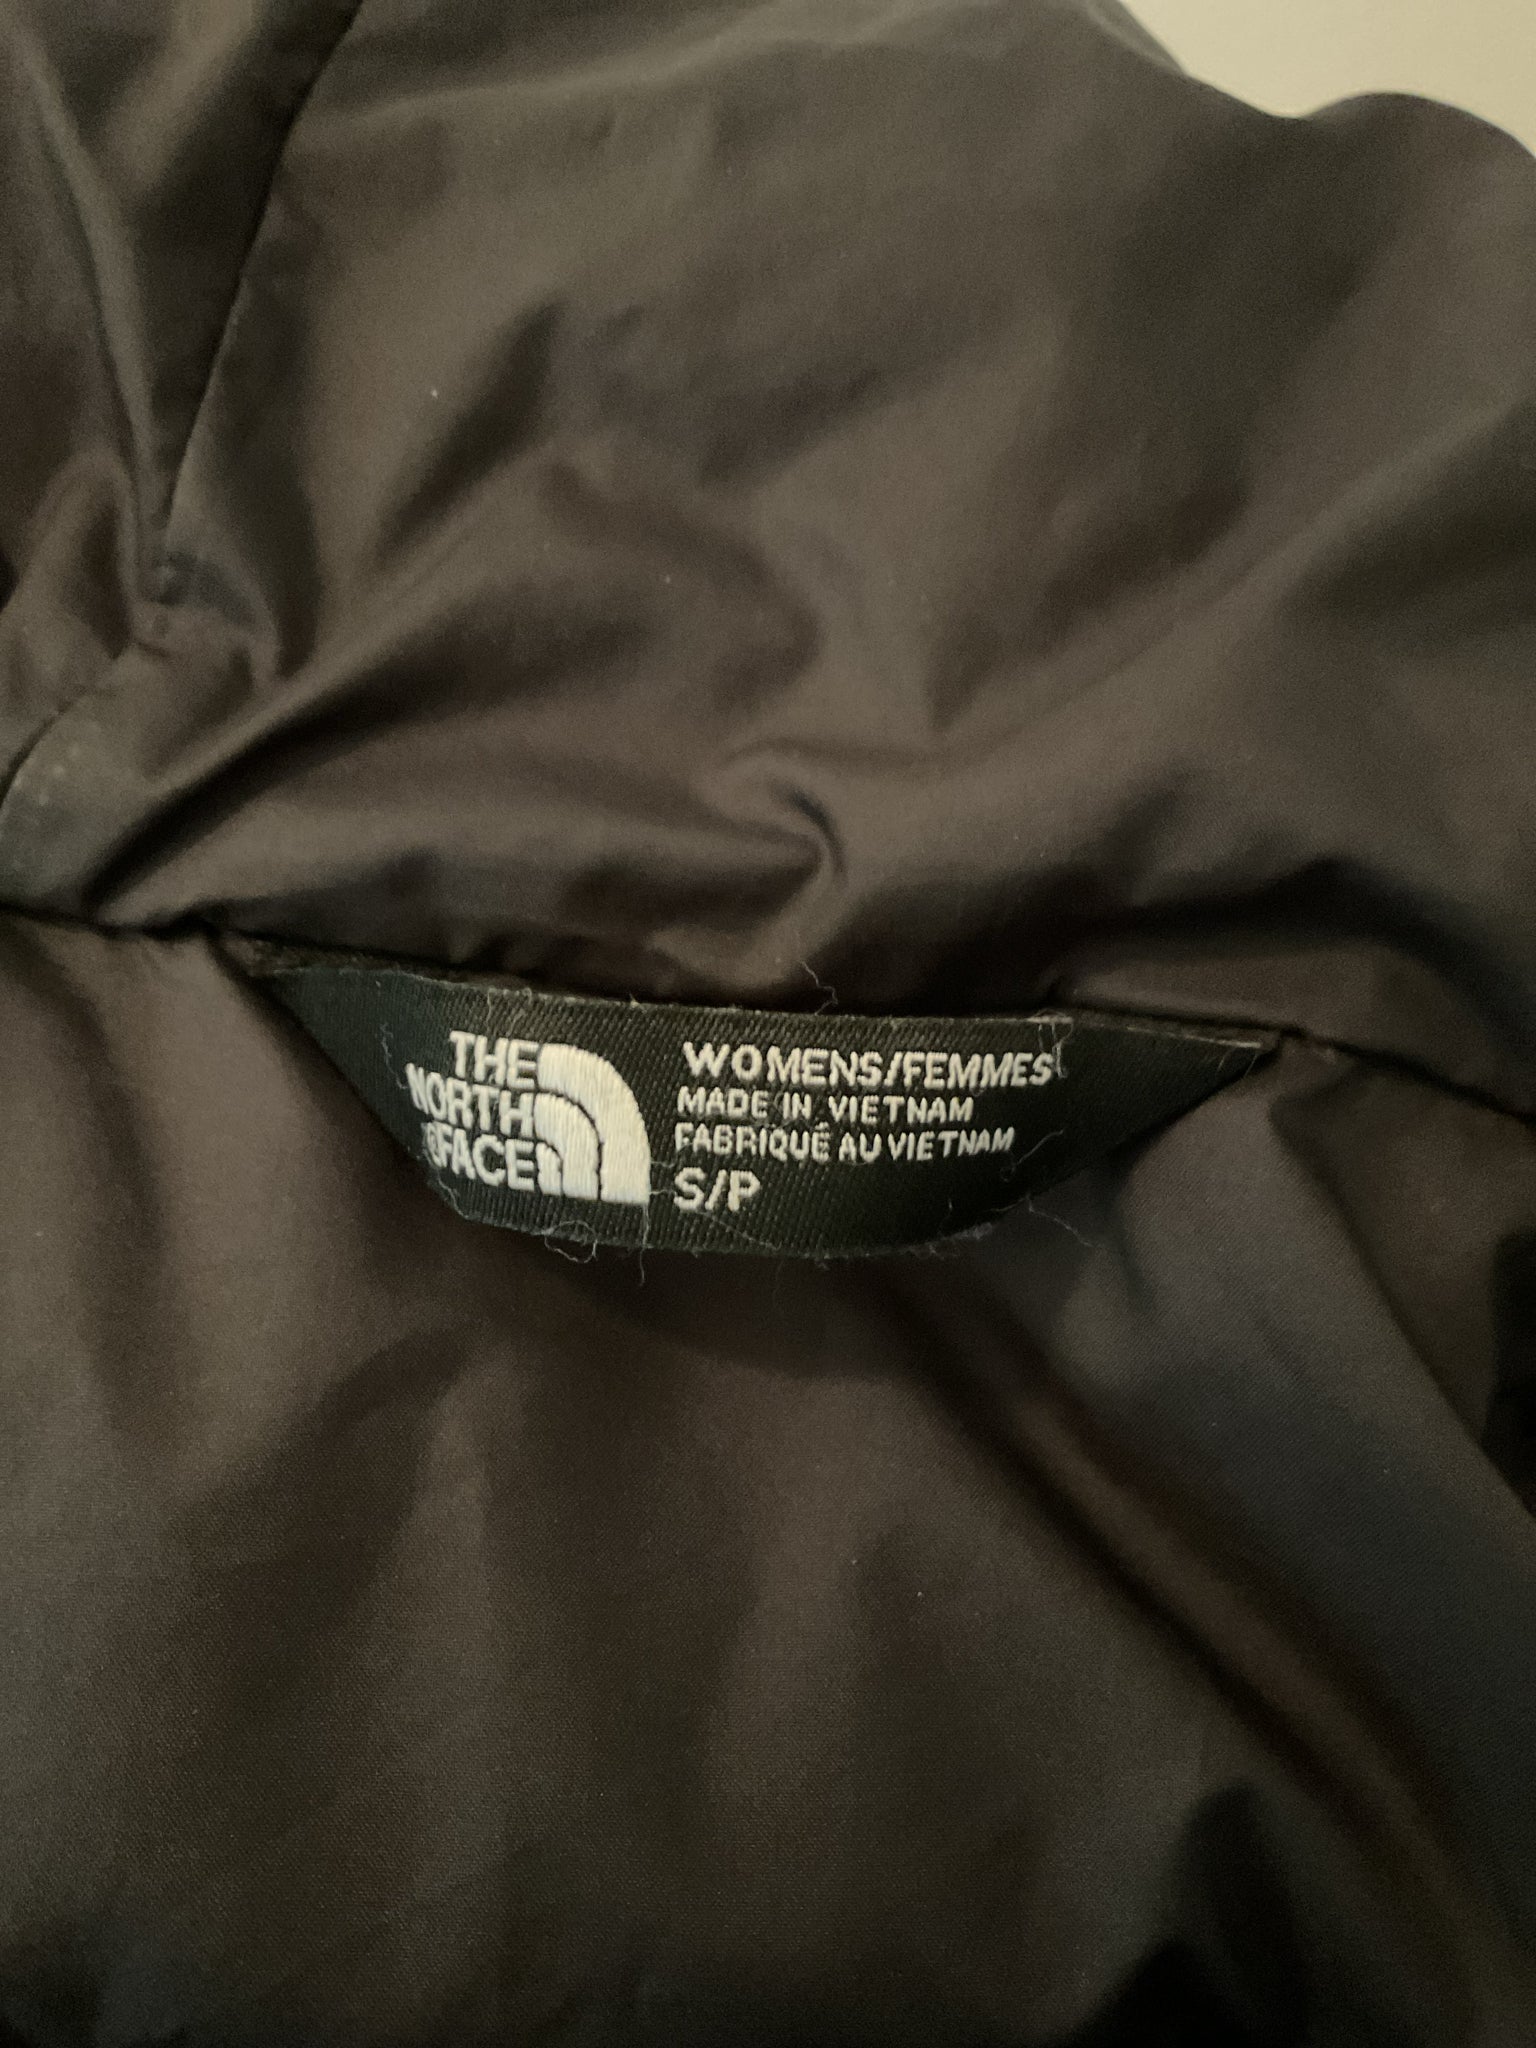 THE
NORTH
FACE
WOMENS/FEMMES
MADE IN VIETNAM
FABRIQUÉ AU VIETNAM
S/P